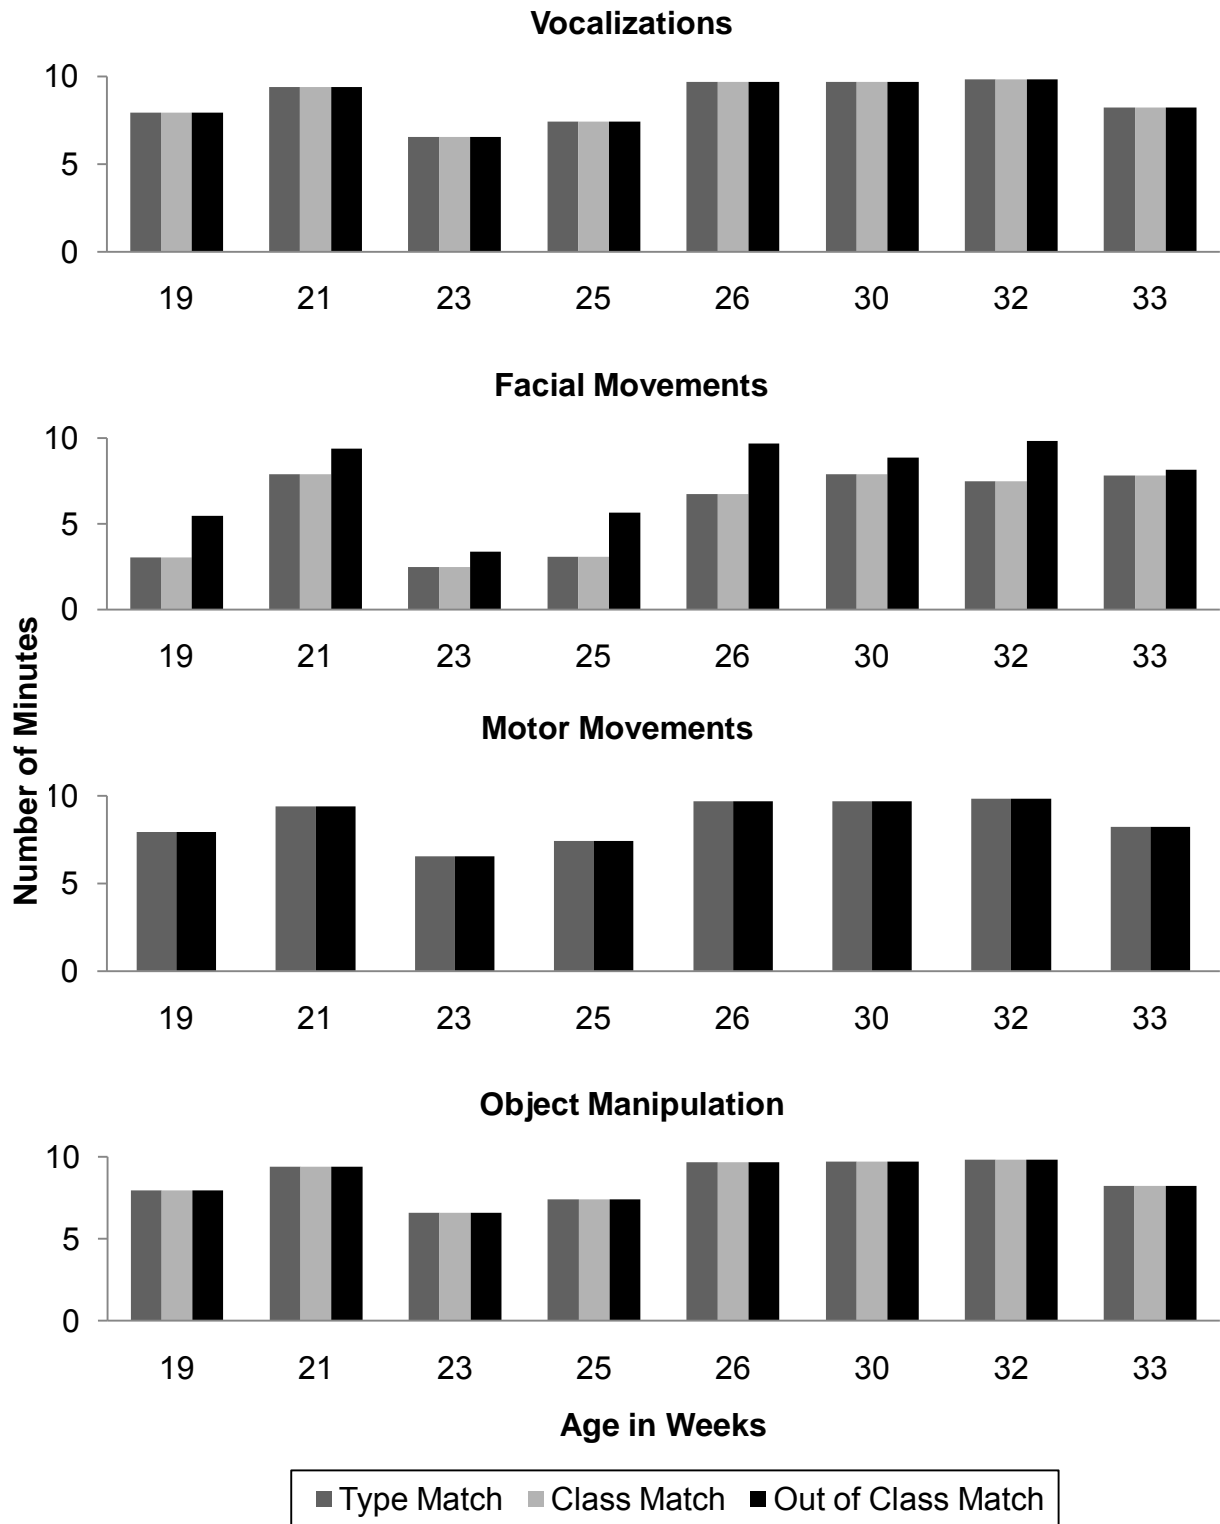 Vocalizations
10
5
0
19 21 23 25 26 30 32 33
Facial Movements
10
5
0
19 21 23 25 26 30 32 33
Number of Minutes
Motor Movements
10
5
0
19 21 23 25 26 30 32 33
Object Manipulation
10
5
0
19 21 23 25 26 30 32 33
Age in Weeks
Type Match Class Match Out of Class Match